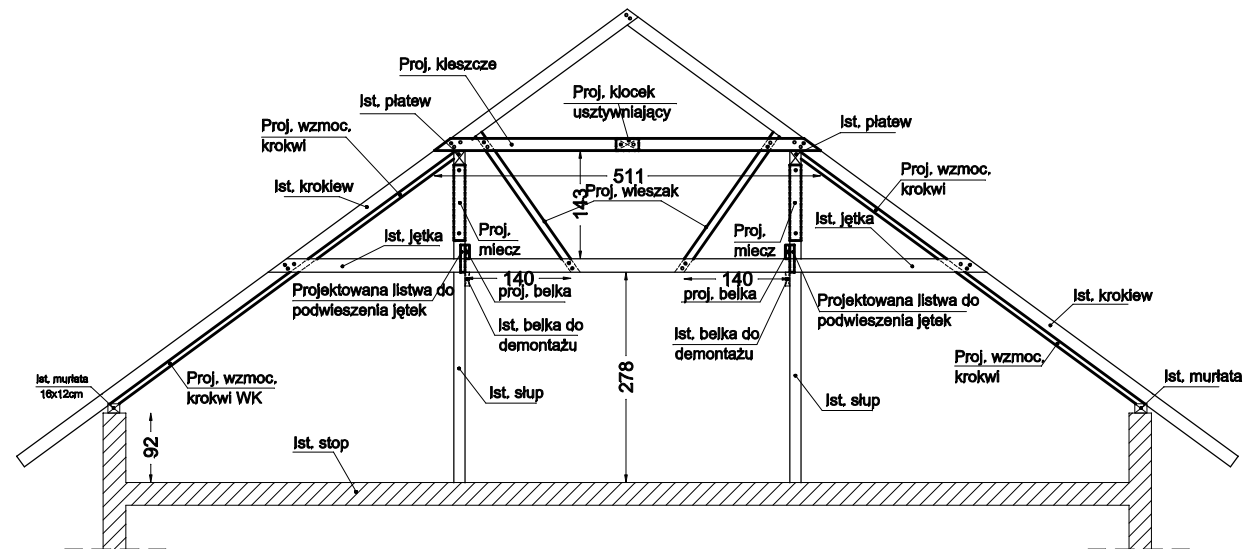 Proj. kleszcze
Proj. klocek
usztywniający
Ist. płatew
Ist. płatew
Proj. wzmoc.
krokwi
Proj. wzmoc.
krokwi
511
143
Proj. wieszak
Ist. krokiew
Ist. jętka
Proj.
miecz
Proj.
miecz
Ist. jętka
140
140
Projektowana listwa do
podwieszenia jętek
proj. belka
proj. belka
Projektowana listwa do
podwieszenia jętek
Ist. krokiew
Ist. belka do
demontażu
Ist. belka do
demontażu
Ist. murłata
16x12cm
Proj. wzmoc.
krokwi WK
278
Proj. wzmoc.
krokwi
Ist. murłata
Ist. słup
Ist. słup
92
Ist. stop